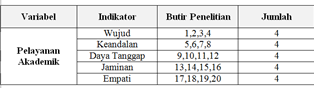 Variabel Indikator Butir Penelitian Jumlah
Pelayanan Akademik
Wujud 1,2,3,4 4
Keandalan 5,6,7,8 4
Daya Tanggap 9,10,11,12 4
Jaminan 13,14,15,16 4
Empati 17,18,19,20 4